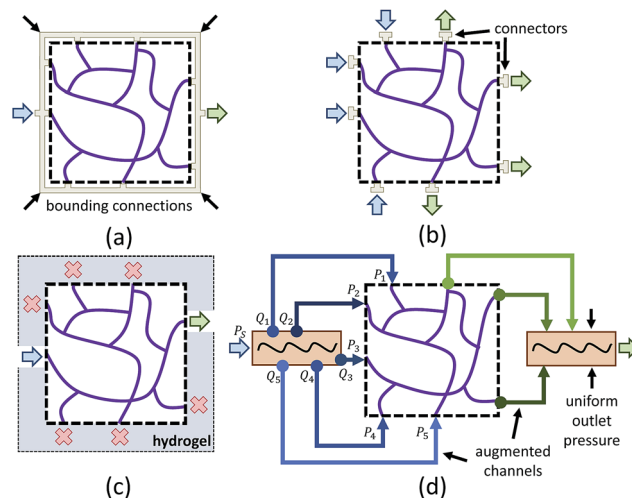 connectors
bounding connections
(a)
(b)
P₁
P₂
Q₁ Q₂
P_S
P₃
Q₃
Q₅ Q₄
P₄ P₅
hydrogel
uniform
outlet
pressure
augmented
channels
(c)
(d)